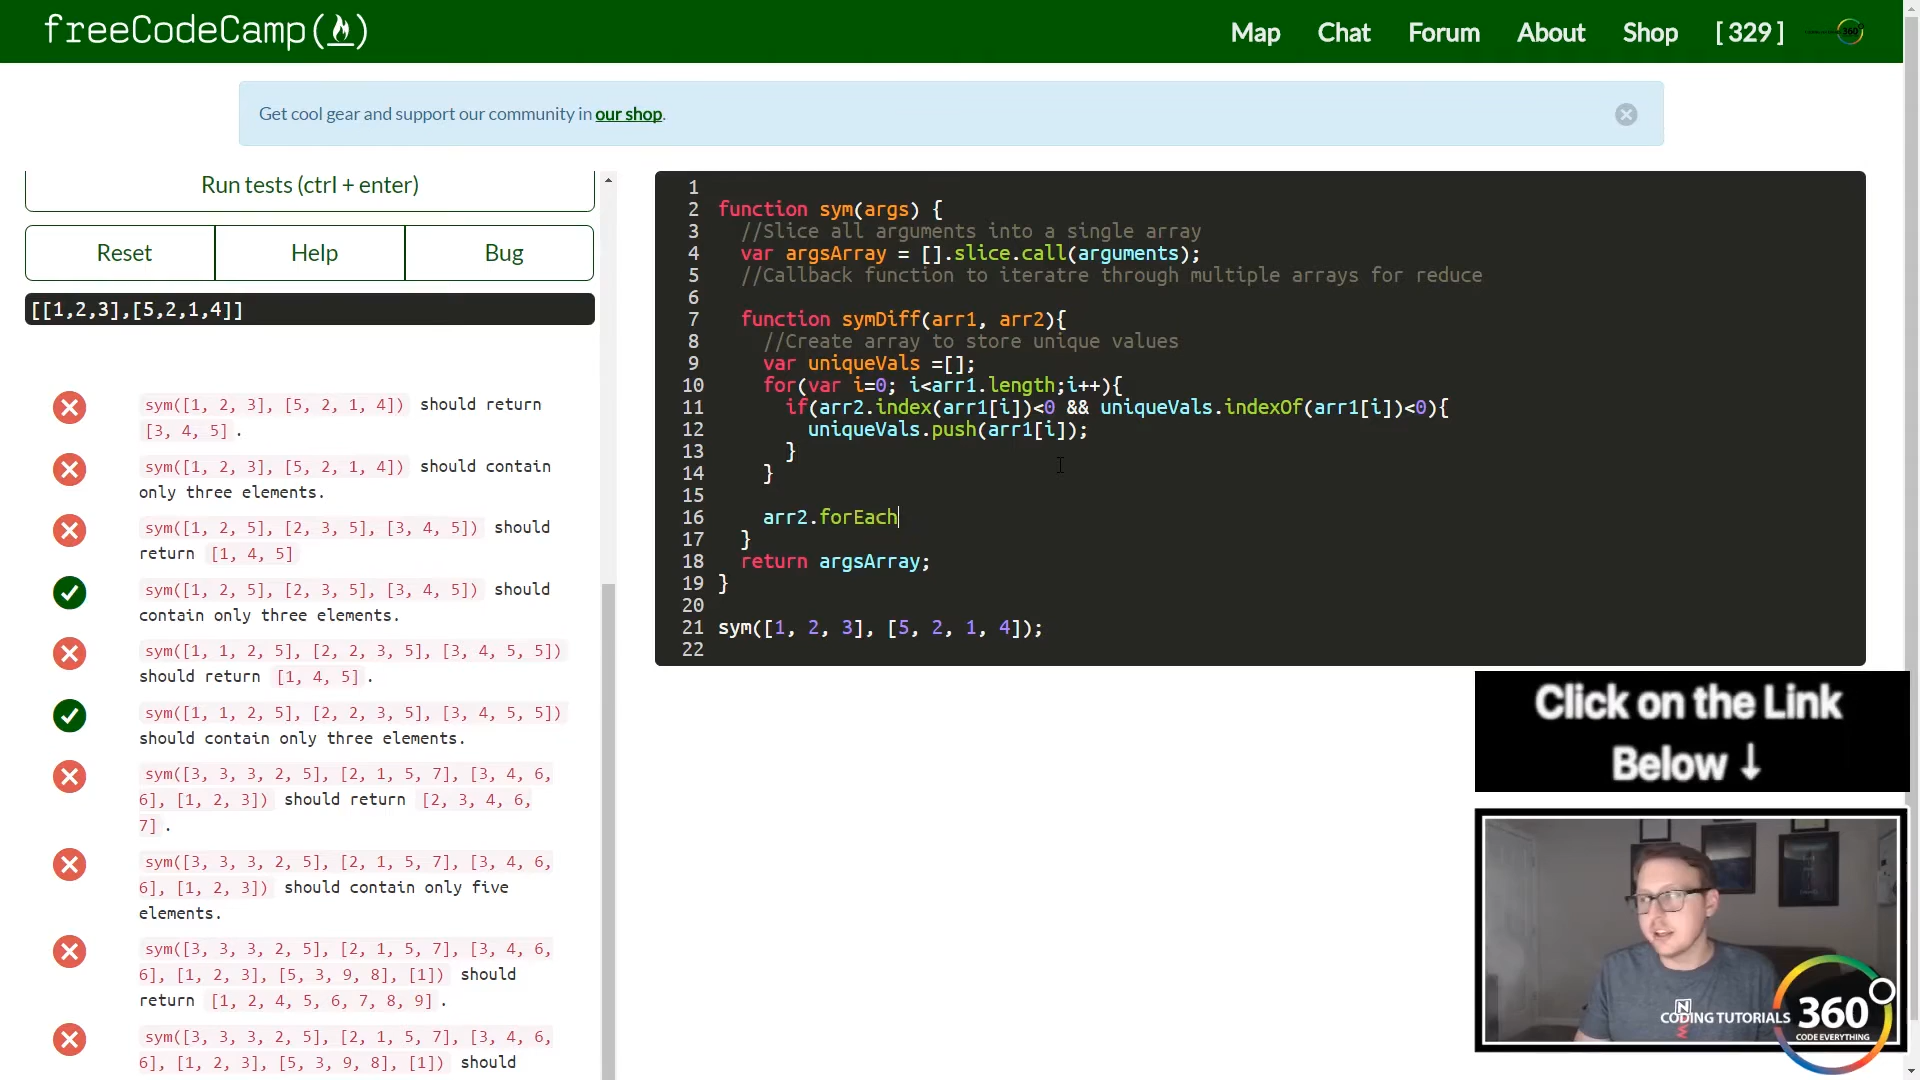 freeCodeCamp
Map Chat Forum About Shop [ 329 ]
360
Get cool gear and support our community in our shop.
Run tests (ctrl + enter)
Reset Help Bug
[[1,2,3],[5,2,1,4]]
sym([1, 2, 3], [5, 2, 1, 4]) should return
[3, 4, 5].
sym([1, 2, 3], [5, 2, 1, 4]) should contain
only three elements.
sym([1, 2, 5], [2, 3, 5], [3, 4, 5]) should
return [1, 4, 5]
sym([1, 2, 5], [2, 3, 5], [3, 4, 5]) should
contain only three elements.
sym([1, 1, 2, 5], [2, 2, 3, 5], [3, 4, 5, 5])
should return [1, 4, 5].
sym([1, 1, 2, 5], [2, 2, 3, 5], [3, 4, 5, 5])
should contain only three elements.
sym([3, 3, 3, 2, 5], [2, 1, 5, 7], [3, 4, 6,
6], [1, 2, 3]) should return [2, 3, 4, 6,
7].
sym([3, 3, 3, 2, 5], [2, 1, 5, 7], [3, 4, 6,
6], [1, 2, 3]) should contain only five
elements.
sym([3, 3, 3, 2, 5], [2, 1, 5, 7], [3, 4, 6,
6], [1, 2, 3], [5, 3, 9, 8], [1]) should
return [1, 2, 4, 5, 6, 7, 8, 9].
sym([3, 3, 3, 2, 5], [2, 1, 5, 7], [3, 4, 6,
6], [1, 2, 3], [5, 3, 9, 8], [1]) should
1
2 function sym(args) {
3 //Slice all arguments into a single array
4 var argsArray = [].slice.call(arguments);
5 //Callback function to iteratre through multiple arrays for reduce
6
7 function symDiff(arr1, arr2){
8 //Create array to store unique values
9 var uniqueVals =[];
10 for(var i=0; i<arr1.length;i++){
11 if(arr2.index(arr1[i])<0 && uniqueVals.indexOf(arr1[i])<0){
12 uniqueVals.push(arr1[i]);
13 }
14 }
15
16 arr2.forEach
17 }
18 return argsArray;
19 }
20
21 sym([1, 2, 3], [5, 2, 1, 4]);
22
Click on the Link
Below ↓
N
CODING TUTORIALS 360
CODE EVERYTHING